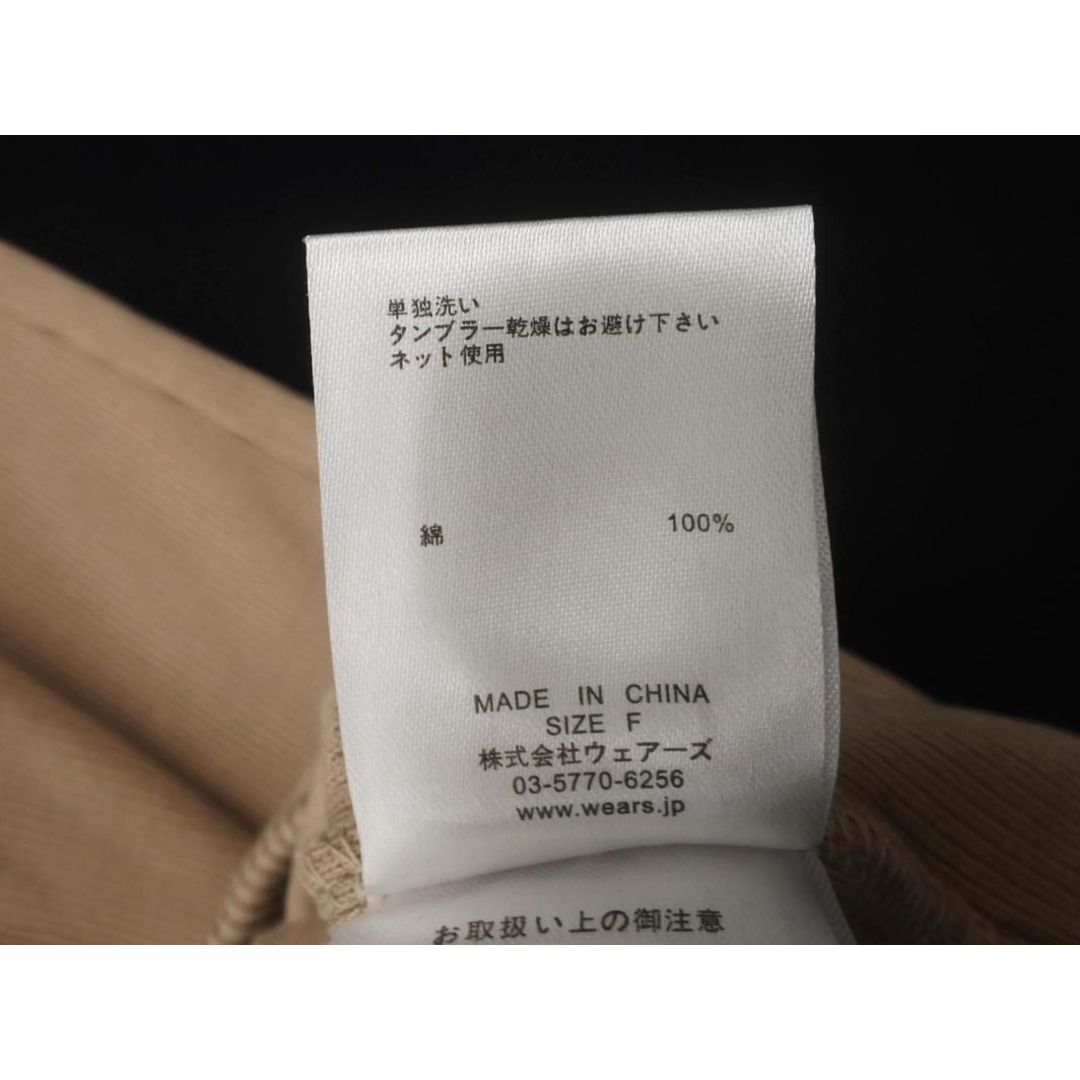 単独洗い
タンブラー乾燥はお避け下さい
ネット使用
綿 100%
MADE IN CHINA
SIZE F
株式会社ウェアーズ
03-5770-6256
www.wears.jp
お取扱い上の御注意